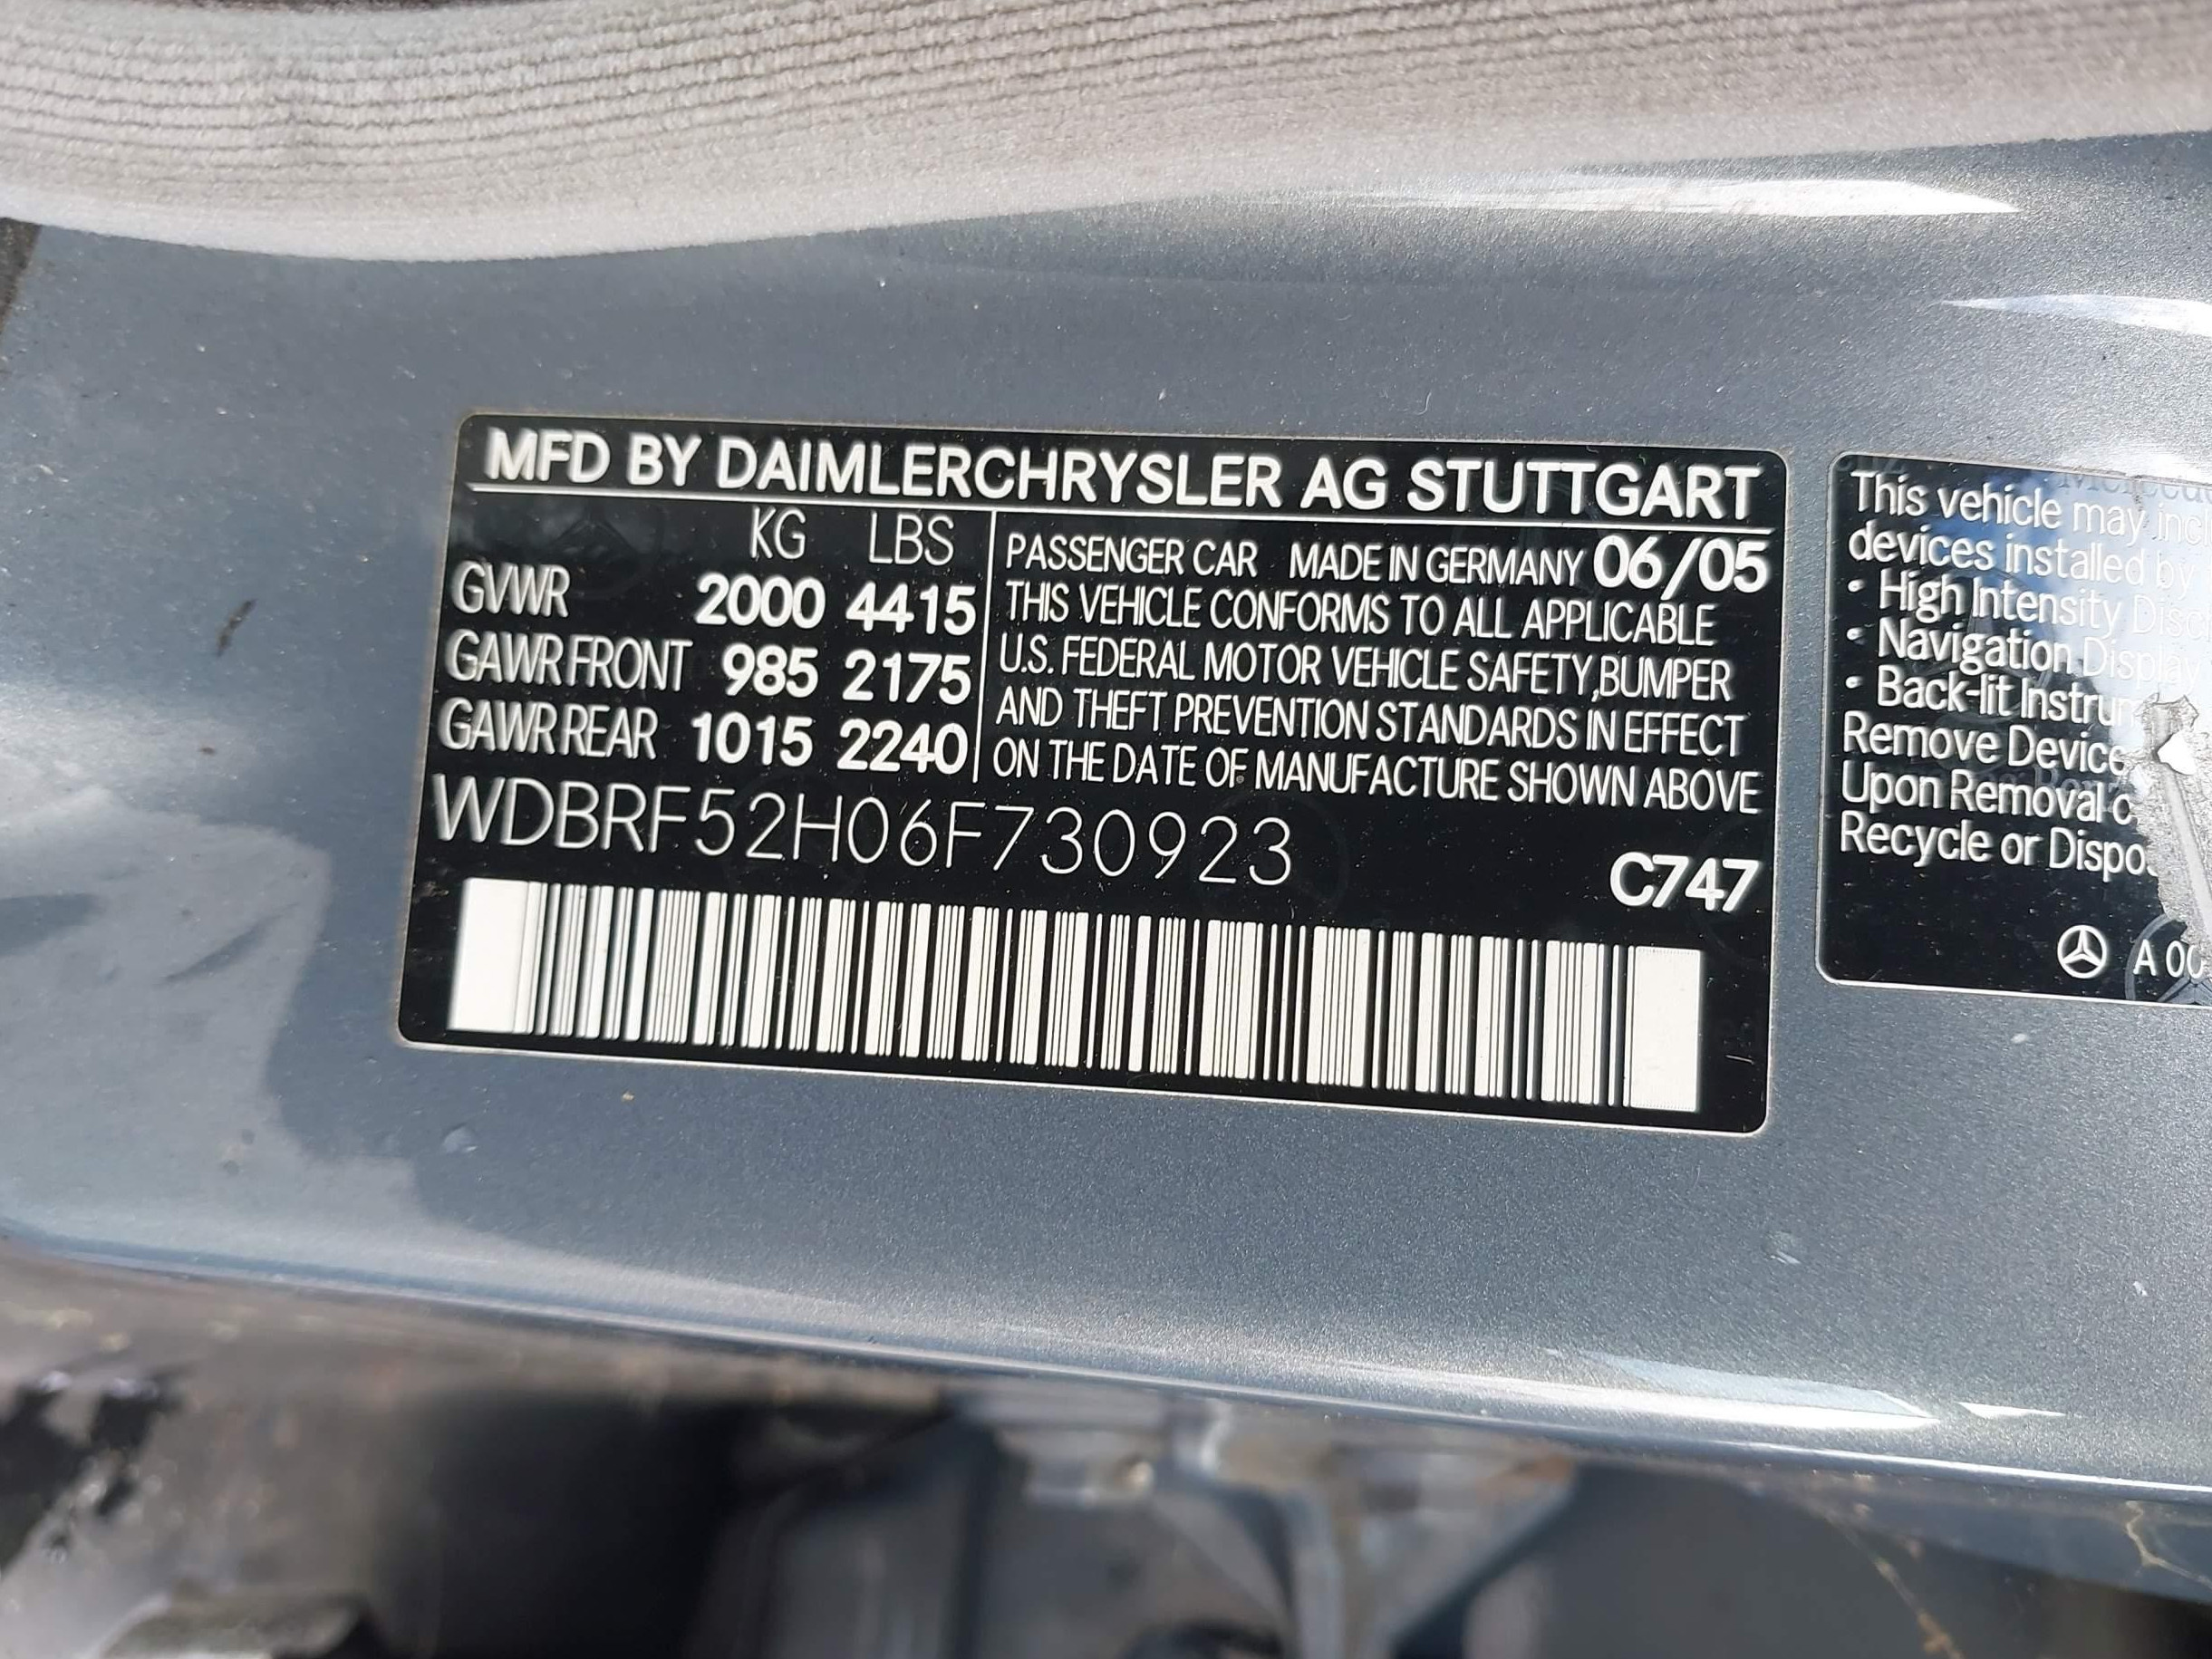 MFD BY DAIMLERCHRYSLER AG STUTTGART
KG LBS
GVWR 2000 4415
GAWR FRONT 985 2175
GAWR REAR 1015 2240
PASSENGER CAR MADE IN GERMANY 06/05
THIS VEHICLE CONFORMS TO ALL APPLICABLE
U.S. FEDERAL MOTOR VEHICLE SAFETY,BUMPER
AND THEFT PREVENTION STANDARDS IN EFFECT
ON THE DATE OF MANUFACTURE SHOWN ABOVE
WDBRF52H06F730923
C747
This vehicle may
devices installed by
• High Intensity
• Navigation Display
• Back-lit
Remove
Upon Removal
Recycle or
A 00